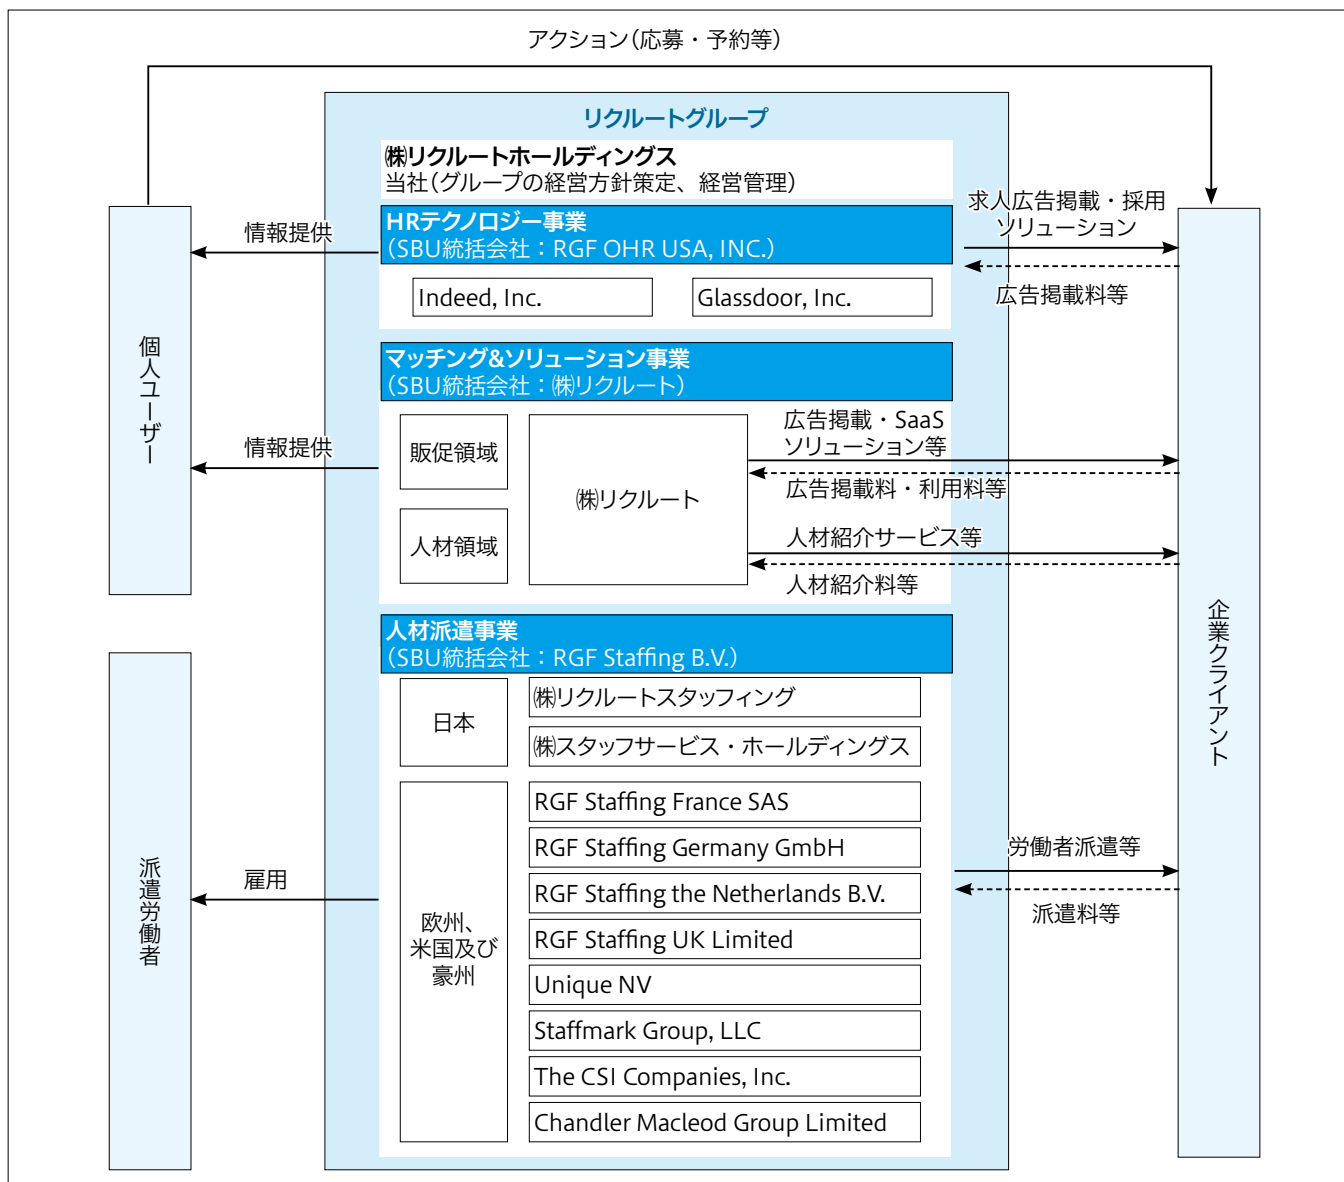 アクション(応募・予約等)
リクルートグループ
㈱リクルートホールディングス
当社(グループの経営方針策定、経営管理)
HRテクノロジー事業
(SBU統括会社：RGF OHR USA, INC.)
情報提供
求人広告掲載・採用
ソリューション
広告掲載料等
Indeed, Inc.
Glassdoor, Inc.
個人ユーザー
マッチング&ソリューション事業
(SBU統括会社：㈱リクルート)
情報提供
販促領域
人材領域
㈱リクルート
広告掲載・SaaS
ソリューション等
広告掲載料・利用料等
人材紹介サービス等
人材紹介料等
企業クライアント
人材派遣事業
(SBU統括会社：RGF Staffing B.V.)
日本
㈱リクルートスタッフィング
㈱スタッフサービス・ホールディングス
派遣労働者
雇用
欧州、
米国及び
豪州
RGF Staffing France SAS
RGF Staffing Germany GmbH
RGF Staffing the Netherlands B.V.
RGF Staffing UK Limited
Unique NV
Staffmark Group, LLC
The CSI Companies, Inc.
Chandler Macleod Group Limited
労働者派遣等
派遣料等